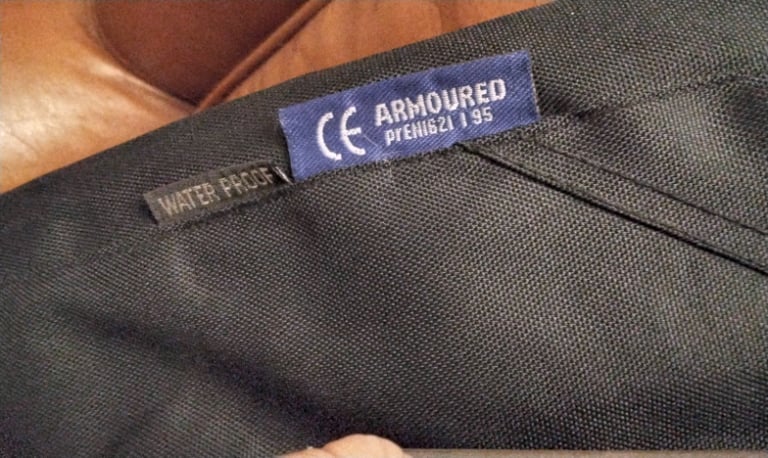 CE ARMOURED
prEN1621 1 95
WATER PROOF